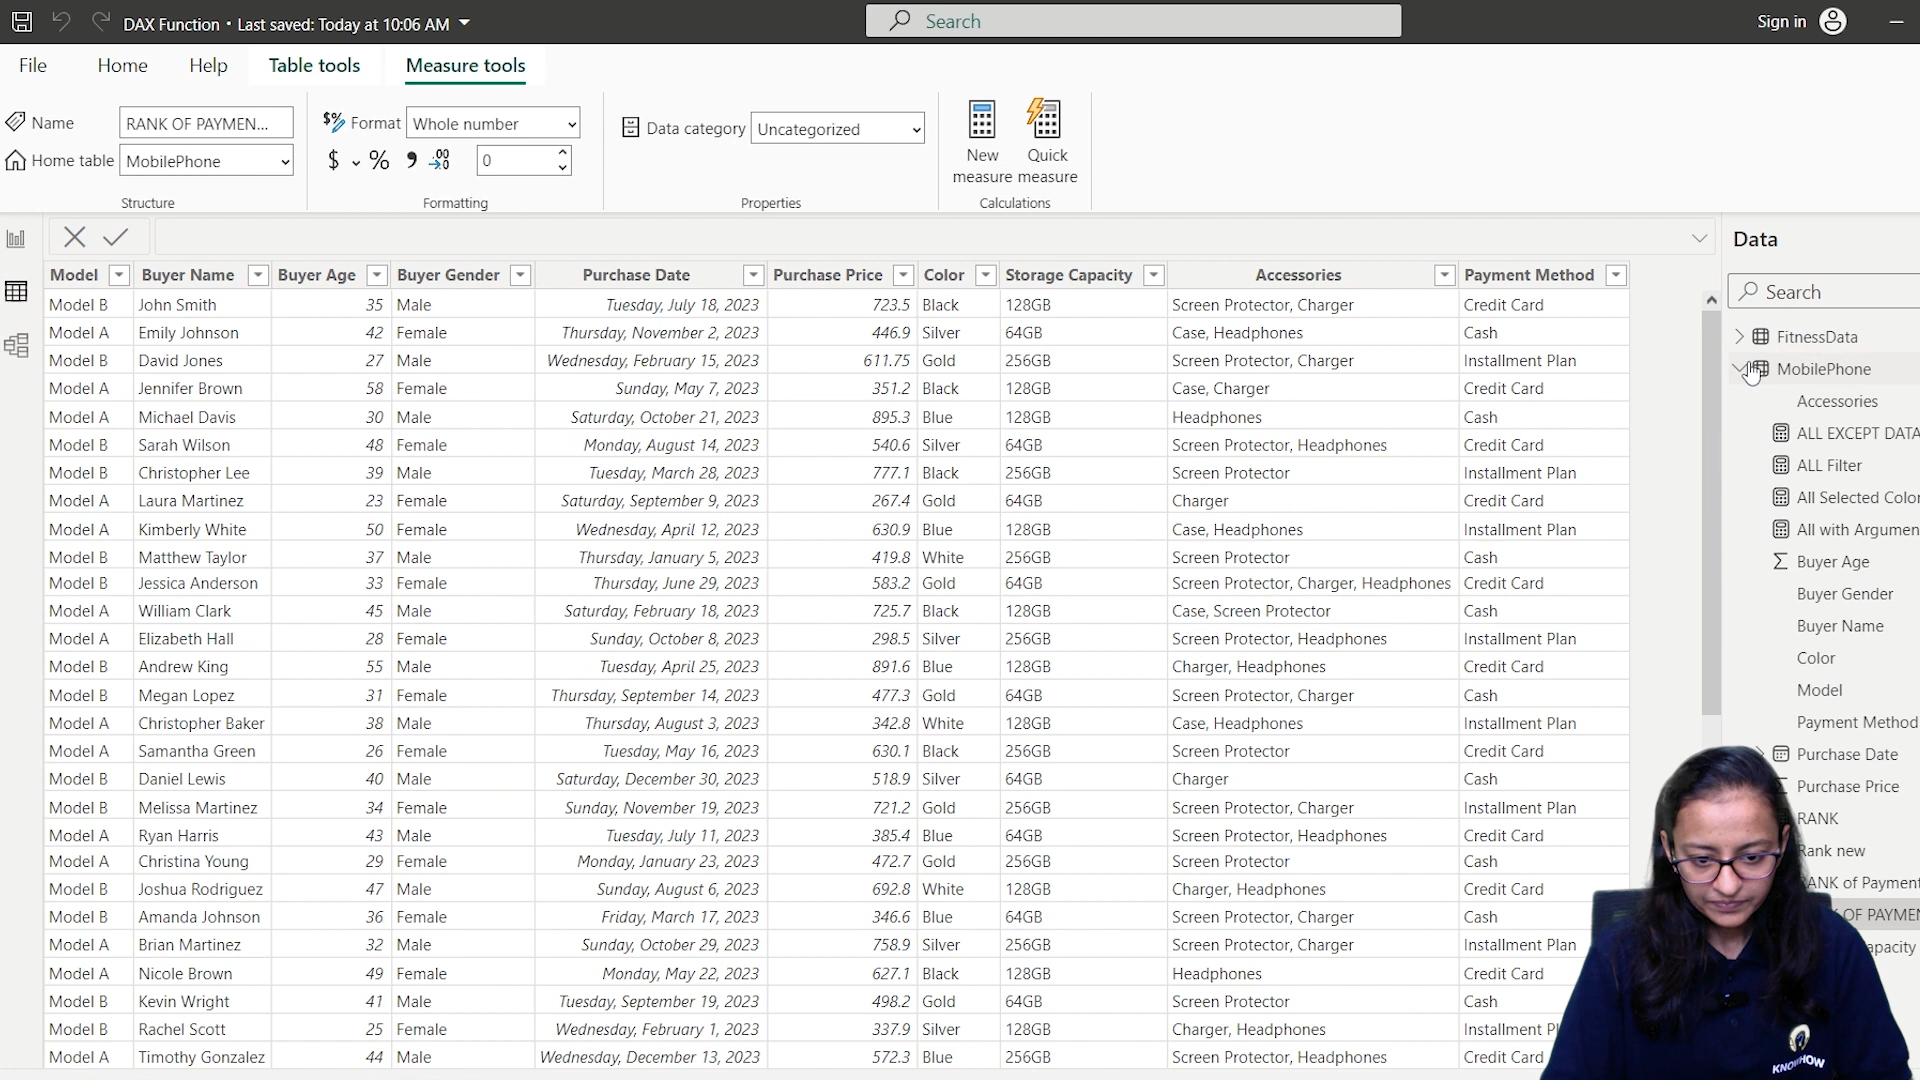 DAX Function • Last saved: Today at 10:06 AM
Search
Sign in
File Home Help Table tools Measure tools
Name RANK OF PAYMEN...
Home table MobilePhone
Structure
$% Format Whole number
$ % 0
Formatting
Data category Uncategorized
Properties
New measure
Quick measure
Calculations
Model Buyer Name Buyer Age Buyer Gender Purchase Date Purchase Price Color Storage Capacity Accessories Payment Method
Model B John Smith 35 Male Tuesday, July 18, 2023 723.5 Black 128GB Screen Protector, Charger Credit Card
Model A Emily Johnson 42 Female Thursday, November 2, 2023 446.9 Silver 64GB Case, Headphones Cash
Model B David Jones 27 Male Wednesday, February 15, 2023 611.75 Gold 256GB Screen Protector, Charger Installment Plan
Model A Jennifer Brown 58 Female Sunday, May 7, 2023 351.2 Black 128GB Case, Charger Credit Card
Model A Michael Davis 30 Male Saturday, October 21, 2023 895.3 Blue 128GB Headphones Cash
Model B Sarah Wilson 48 Female Monday, August 14, 2023 540.6 Silver 64GB Screen Protector, Headphones Credit Card
Model B Christopher Lee 39 Male Tuesday, March 28, 2023 777.1 Black 256GB Screen Protector Installment Plan
Model A Laura Martinez 23 Female Saturday, September 9, 2023 267.4 Gold 64GB Charger Credit Card
Model A Kimberly White 50 Female Wednesday, April 12, 2023 630.9 Blue 128GB Case, Headphones Installment Plan
Model B Matthew Taylor 37 Male Thursday, January 5, 2023 419.8 White 256GB Screen Protector Cash
Model B Jessica Anderson 33 Female Thursday, June 29, 2023 583.2 Gold 64GB Screen Protector, Charger, Headphones Credit Card
Model A William Clark 45 Male Saturday, February 18, 2023 725.7 Black 128GB Case, Screen Protector Cash
Model A Elizabeth Hall 28 Female Sunday, October 8, 2023 298.5 Silver 256GB Screen Protector, Headphones Installment Plan
Model B Andrew King 55 Male Tuesday, April 25, 2023 891.6 Blue 128GB Charger, Headphones Credit Card
Model B Megan Lopez 31 Female Thursday, September 14, 2023 477.3 Gold 64GB Screen Protector, Charger Cash
Model A Christopher Baker 38 Male Thursday, August 3, 2023 342.8 White 128GB Case, Headphones Installment Plan
Model A Samantha Green 26 Female Tuesday, May 16, 2023 630.1 Black 256GB Screen Protector Credit Card
Model B Daniel Lewis 40 Male Saturday, December 30, 2023 518.9 Silver 64GB Charger Cash
Model B Melissa Martinez 34 Female Sunday, November 19, 2023 721.2 Gold 256GB Screen Protector, Charger Installment Plan
Model A Ryan Harris 43 Male Tuesday, July 11, 2023 385.4 Blue 64GB Screen Protector, Headphones Credit Card
Model A Christina Young 29 Female Monday, January 23, 2023 472.7 Gold 256GB Screen Protector Cash
Model B Joshua Rodriguez 47 Male Sunday, August 6, 2023 692.8 White 128GB Charger, Headphones Credit Card
Model B Amanda Johnson 36 Female Friday, March 17, 2023 346.6 Blue 64GB Screen Protector, Charger Cash
Model A Brian Martinez 32 Male Sunday, October 29, 2023 758.9 Silver 256GB Screen Protector, Charger Installment Plan
Model A Nicole Brown 49 Female Monday, May 22, 2023 627.1 Black 128GB Headphones Credit Card
Model B Kevin Wright 41 Male Tuesday, September 19, 2023 498.2 Gold 64GB Screen Protector Cash
Model B Rachel Scott 25 Female Wednesday, February 1, 2023 337.9 Silver 128GB Charger, Headphones Installment Pl
Model A Timothy Gonzalez 44 Male Wednesday, December 13, 2023 572.3 Blue 256GB Screen Protector, Headphones Credit Card
Data
Search
FitnessData
MobilePhone
Accessories
ALL EXCEPT DATA
ALL Filter
All Selected Color
All with Argumen
Buyer Age
Buyer Gender
Buyer Name
Color
Model
Payment Method
Purchase Date
Purchase Price
RANK
Rank new
RANK of Payment
OF PAYMEN
apacity
KNOWHOW